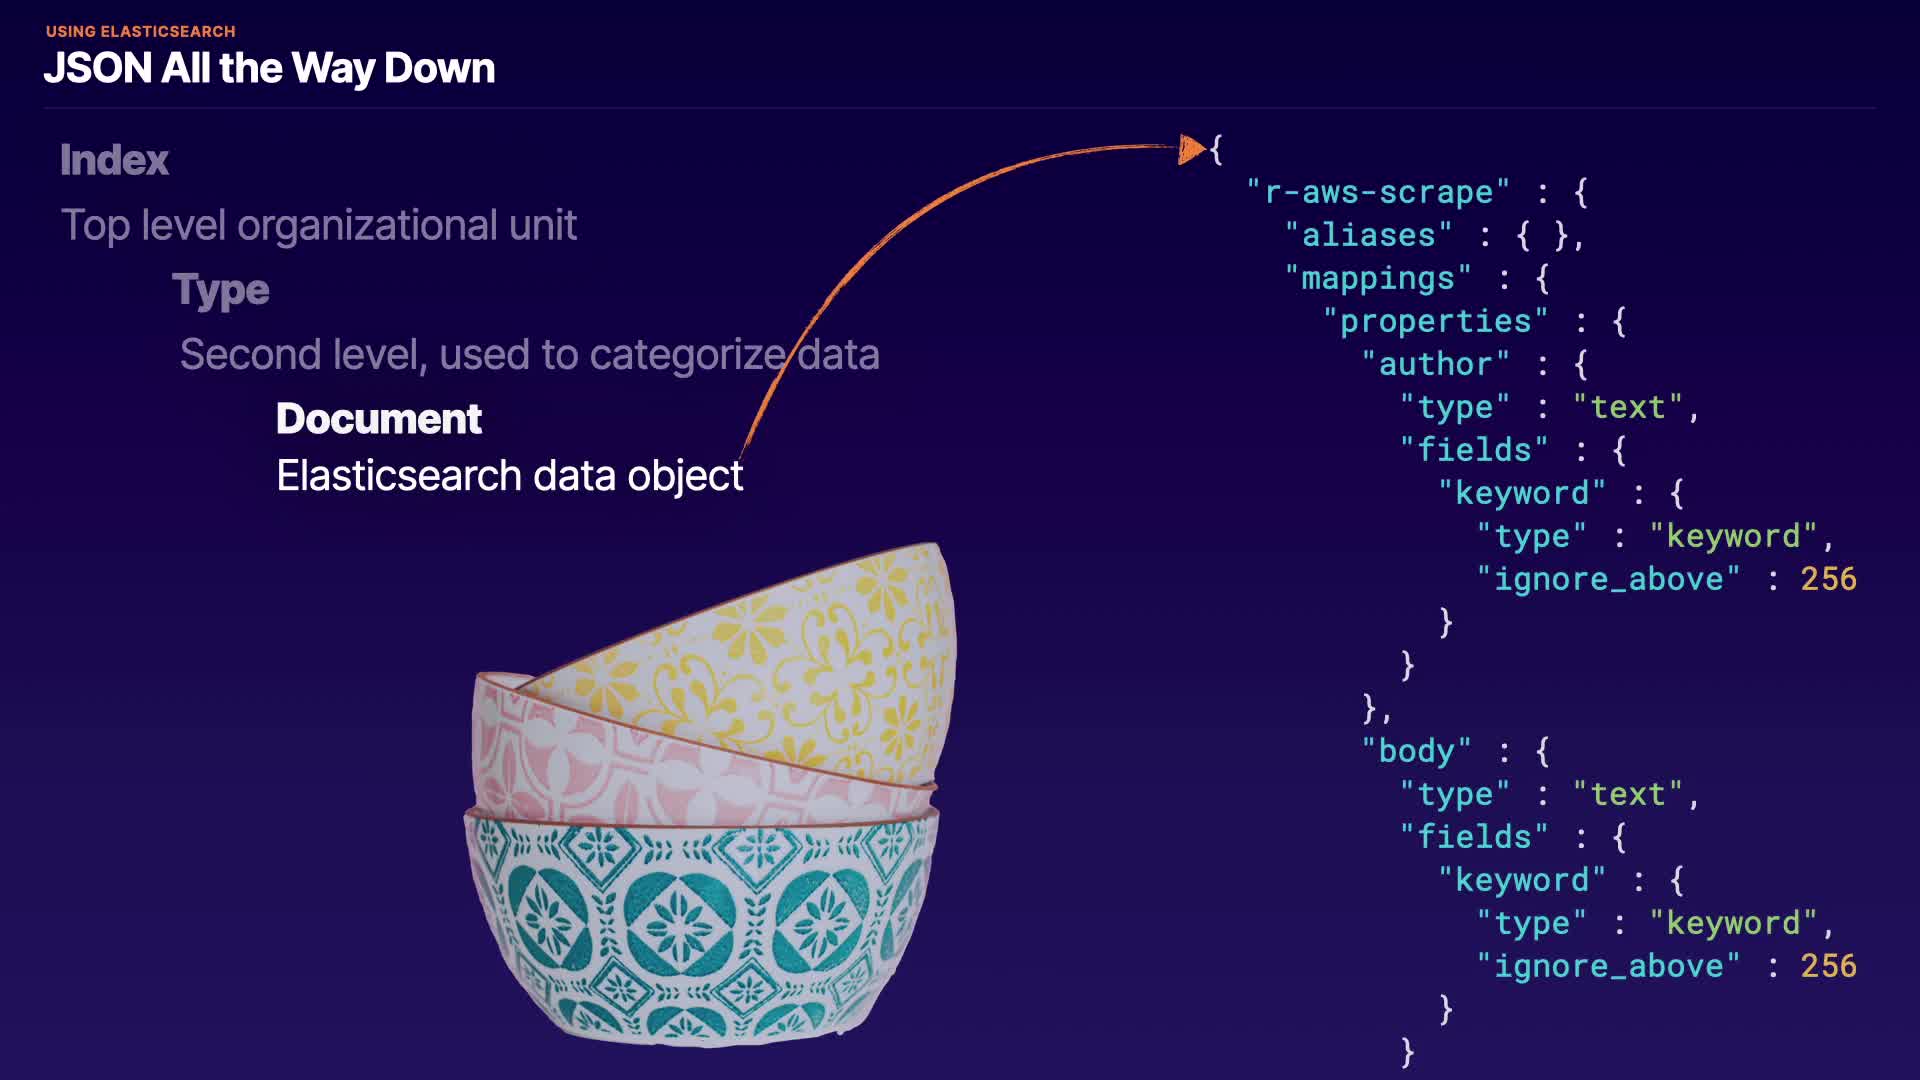 USING ELASTICSEARCH
JSON All the Way Down
Index
Top level organizational unit
Type
Second level, used to categorize data
Document
Elasticsearch data object
{
"r-aws-scrape" : {
"aliases" : { },
"mappings" : {
"properties" : {
"author" : {
"type" : "text",
"fields" : {
"keyword" : {
"type" : "keyword",
"ignore_above" : 256
}
}
},
"body" : {
"type" : "text",
"fields" : {
"keyword" : {
"type" : "keyword",
"ignore_above" : 256
}
}